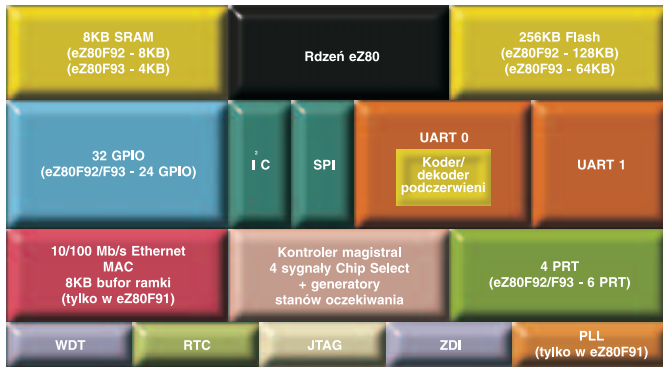 8KB SRAM
(eZ80F92 - 8KB)
(eZ80F93 - 4KB)
Rdzeń eZ80
256KB Flash
(eZ80F92 - 128KB)
(eZ80F93 - 64KB)
32 GPIO
(eZ80F92/F93 - 24 GPIO)
I²C
SPI
UART 0
Koder/
dekoder
podczerwieni
UART 1
10/100 Mb/s Ethernet
MAC
8KB bufor ramki
(tylko w eZ80F91)
Kontroler magistral
4 sygnały Chip Select
+ generatory
stanów oczekiwania
4 PRT
(eZ80F92/F93 - 6 PRT)
WDT
RTC
JTAG
ZDI
PLL
(tylko w eZ80F91)